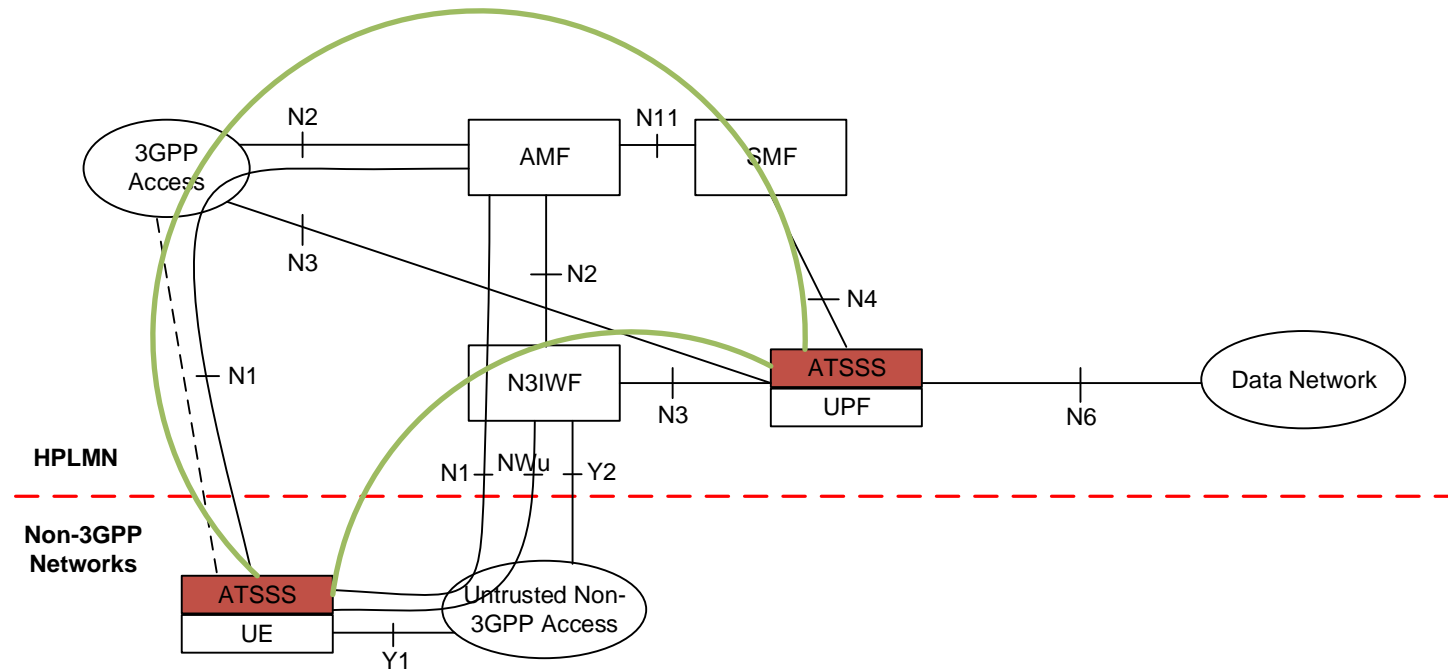 N2
N11
3GPP
Access
AMF
SMF
N3
N2
N4
N1
N3IWF
N3
ATSSS
UPF
N6
Data Network
HPLMN
N1
NWu
Y2
Non-3GPP
Networks
ATSSS
UE
Y1
Untrusted Non-
3GPP Access